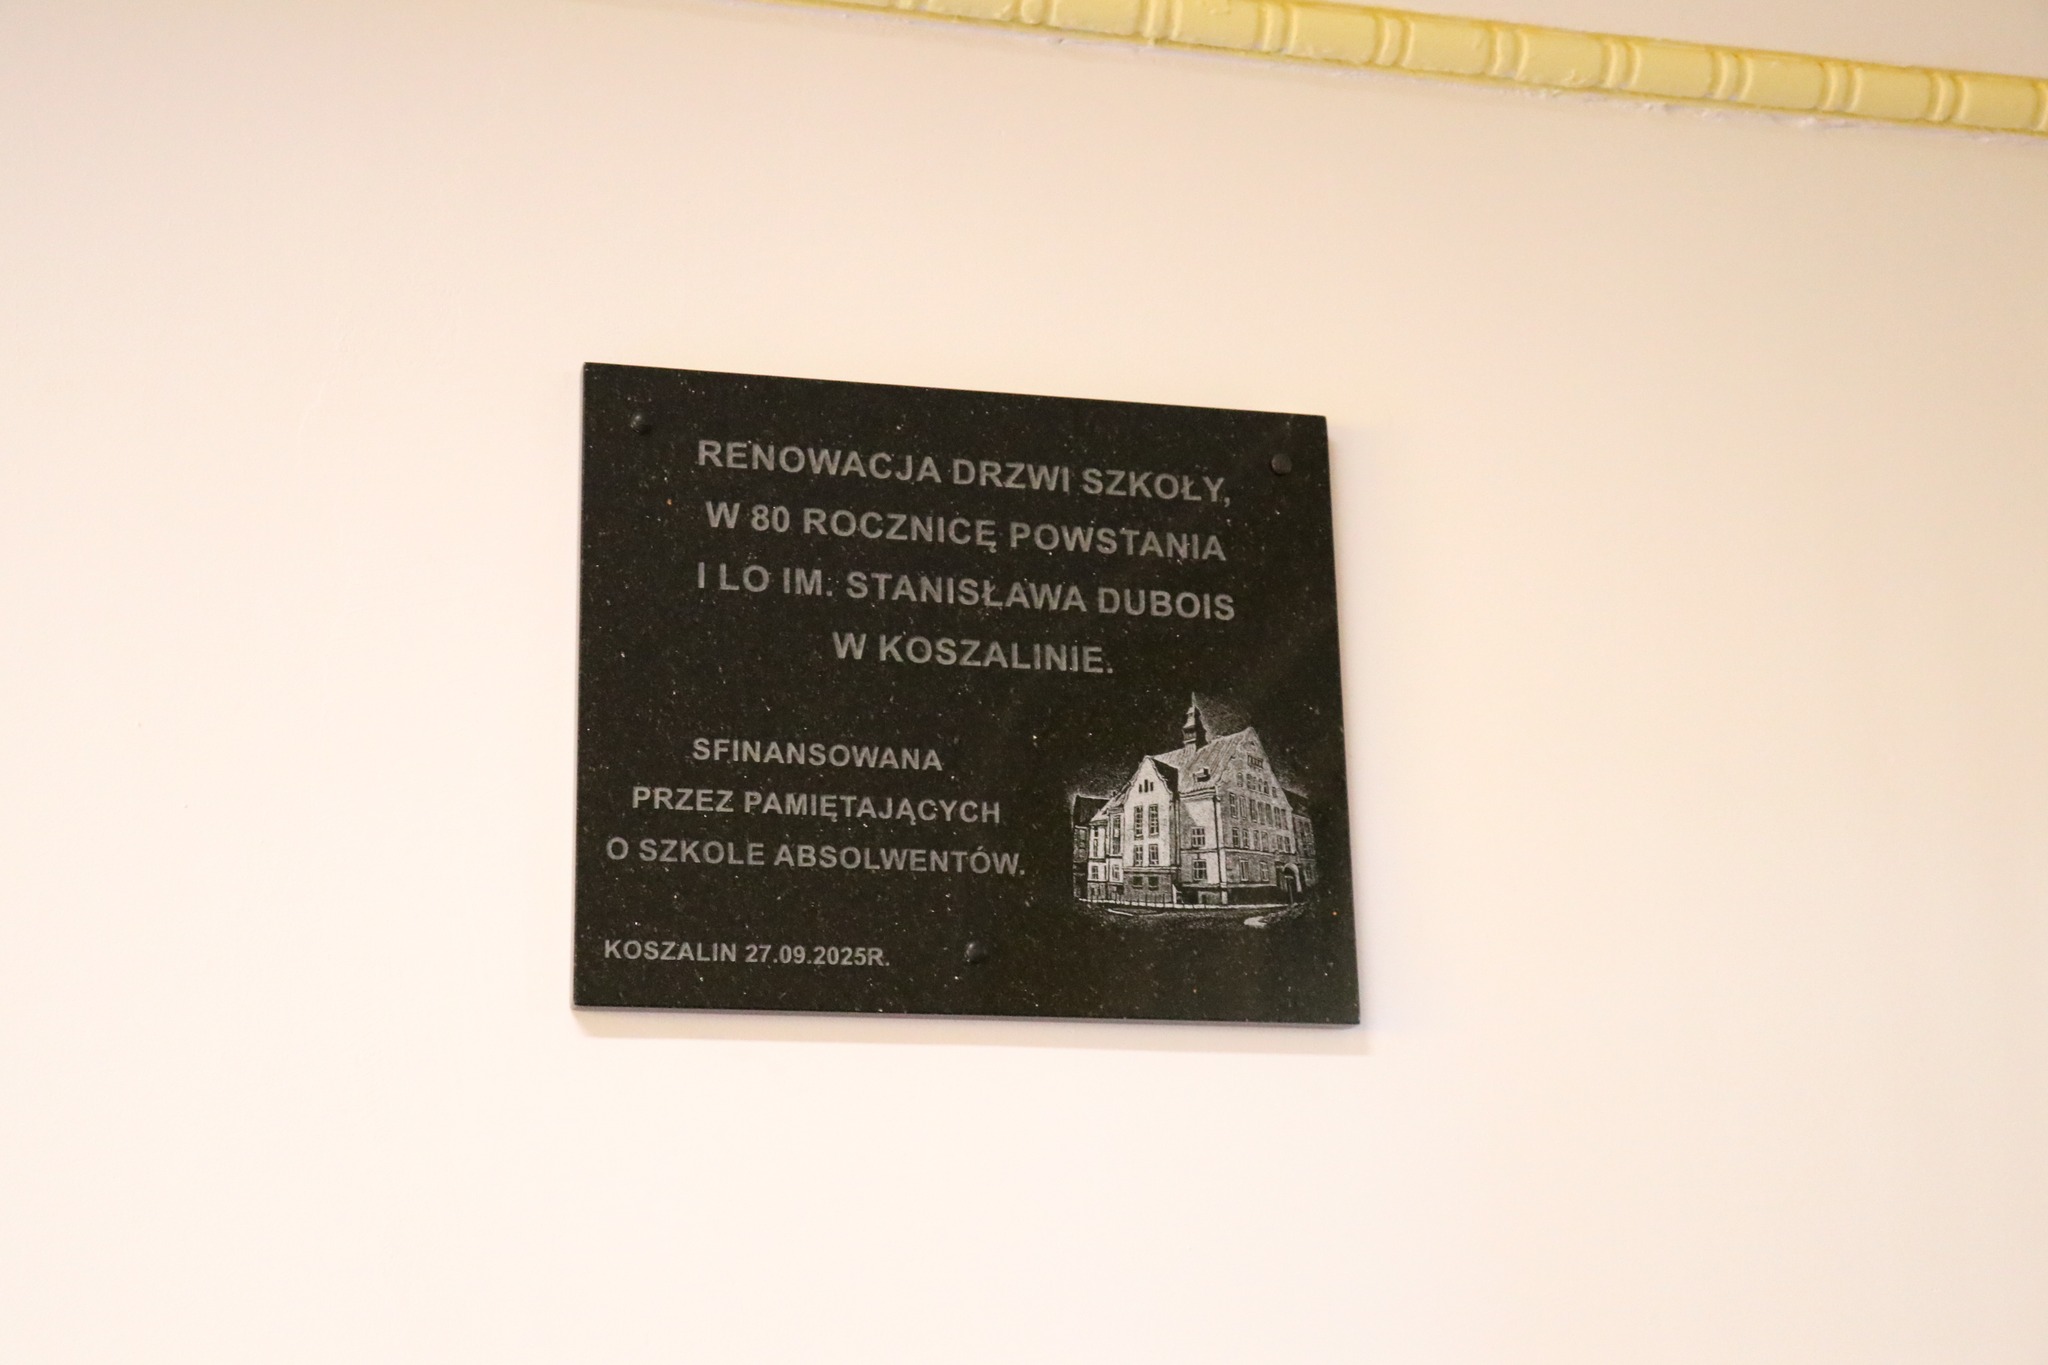 RENOWACJA DRZWI SZKOŁY,
W 80 ROCZNICĘ POWSTANIA
I LO IM. STANISŁAWA DUBOIS
W KOSZALINIE.
SFINANSOWANA
PRZEZ PAMIĘTAJĄCYCH
O SZKOLE ABSOLWENTÓW.
KOSZALIN 27.09.2025R.